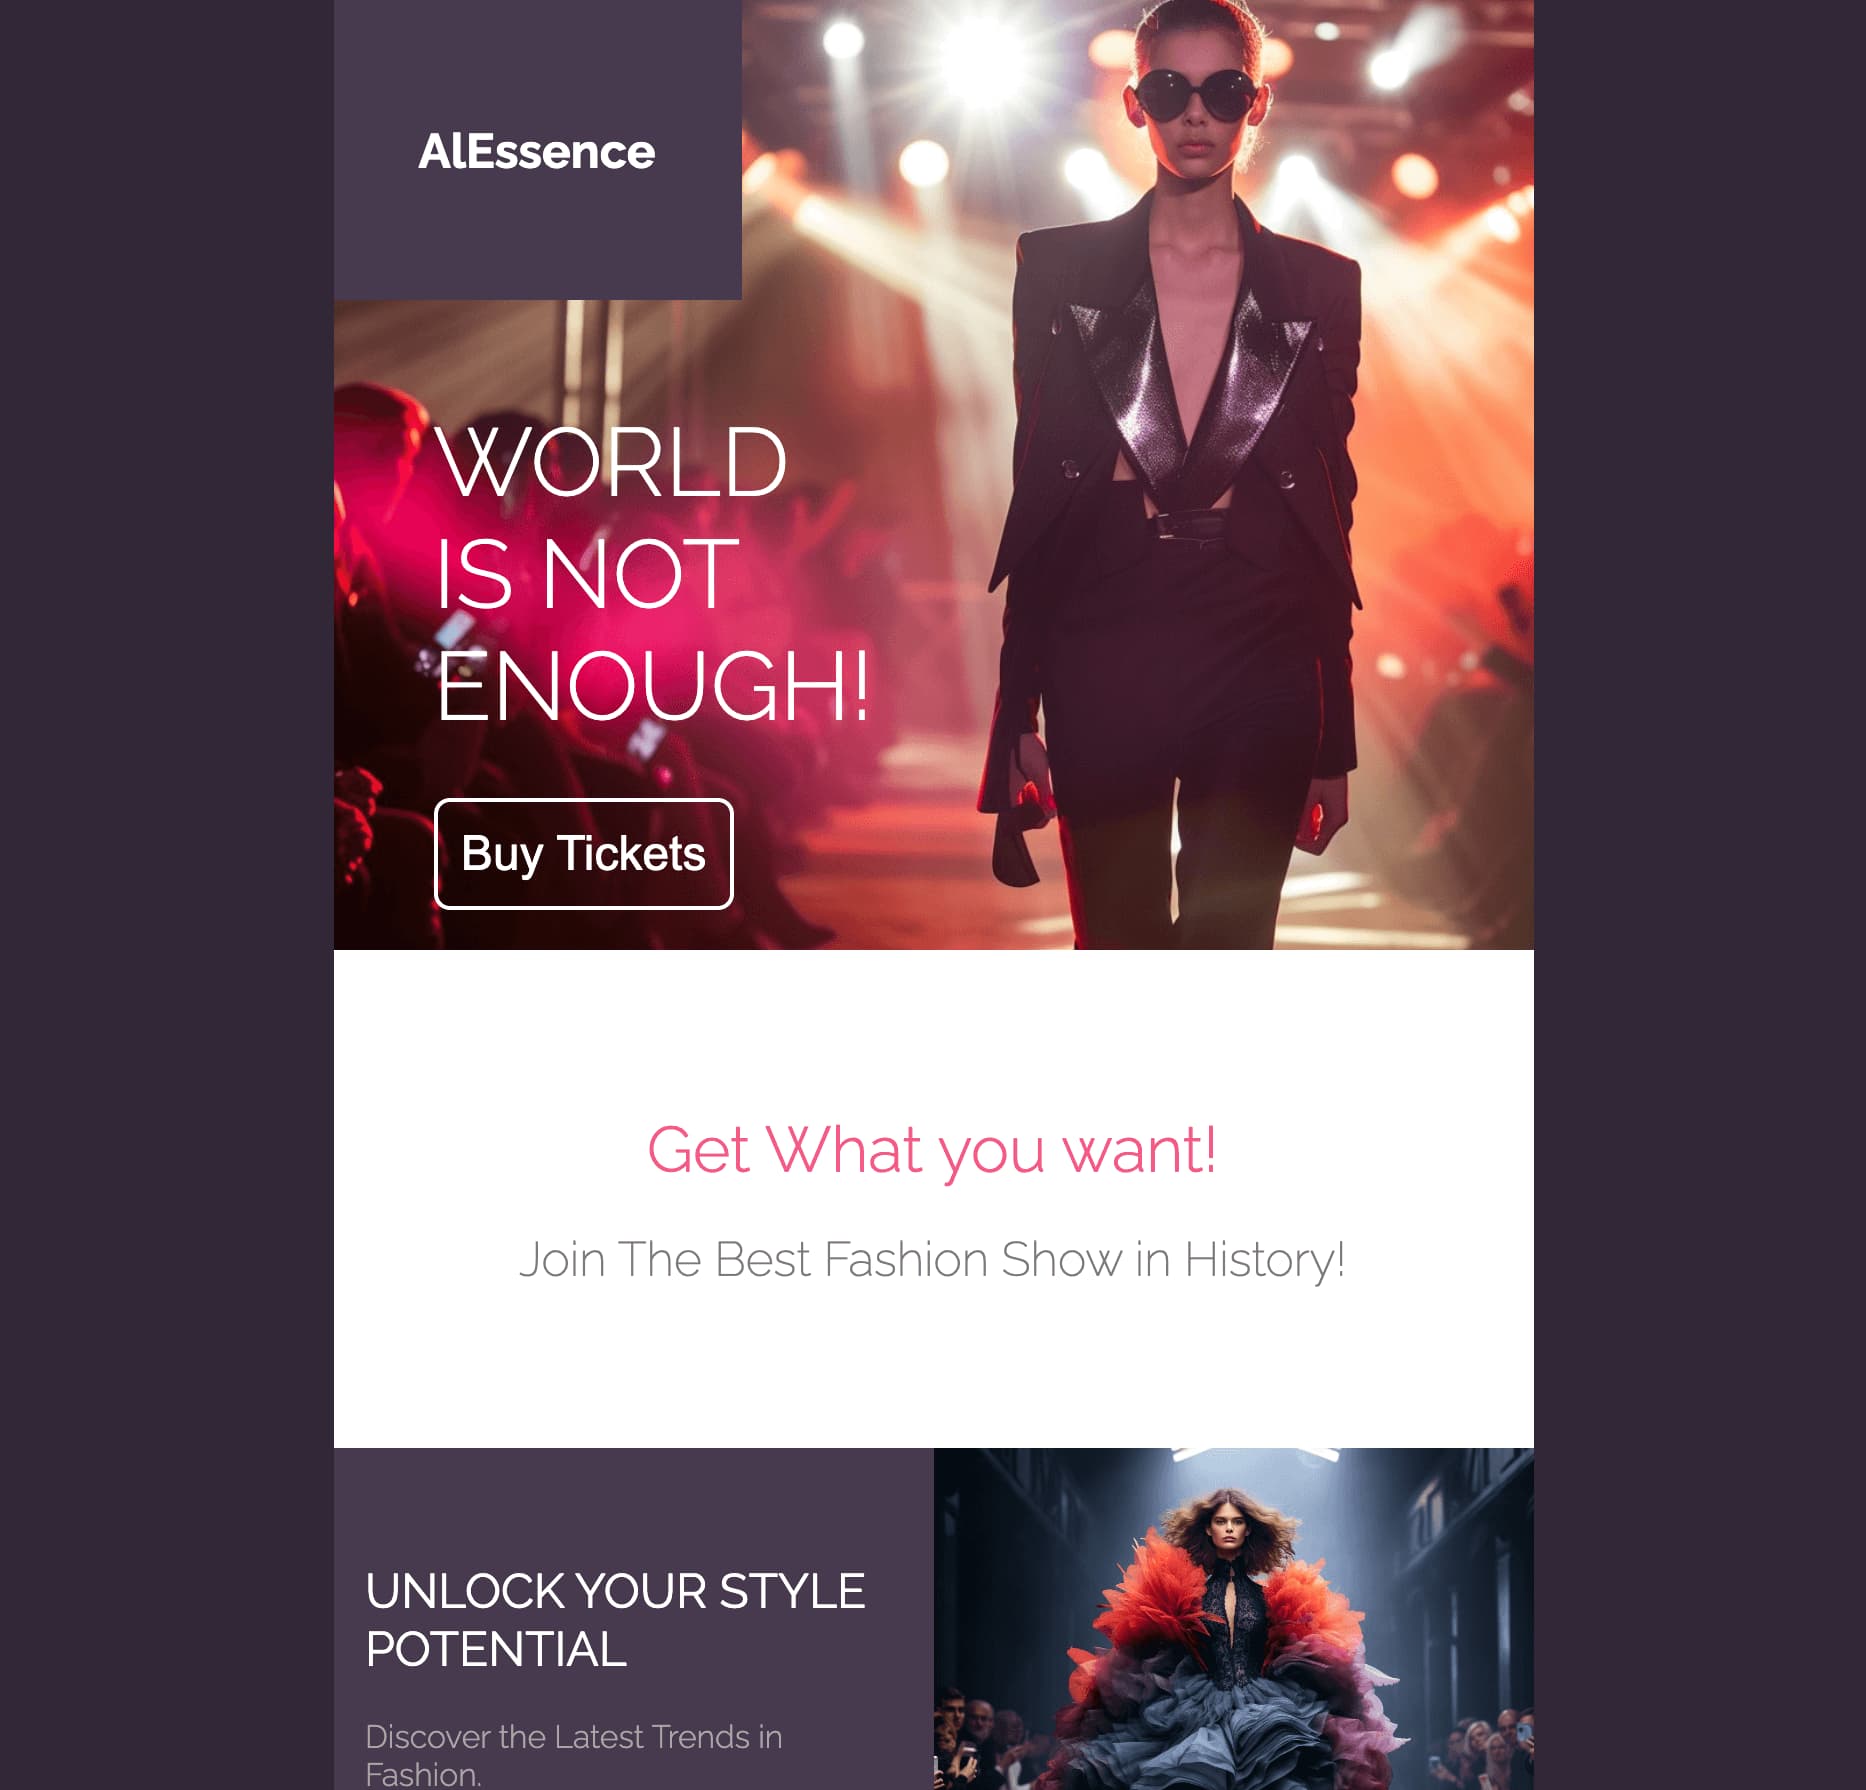 AlEssence
WORLD
IS NOT
ENOUGH!
Buy Tickets
Get What you want!
Join The Best Fashion Show in History!
UNLOCK YOUR STYLE
POTENTIAL
Discover the Latest Trends in
Fashion.